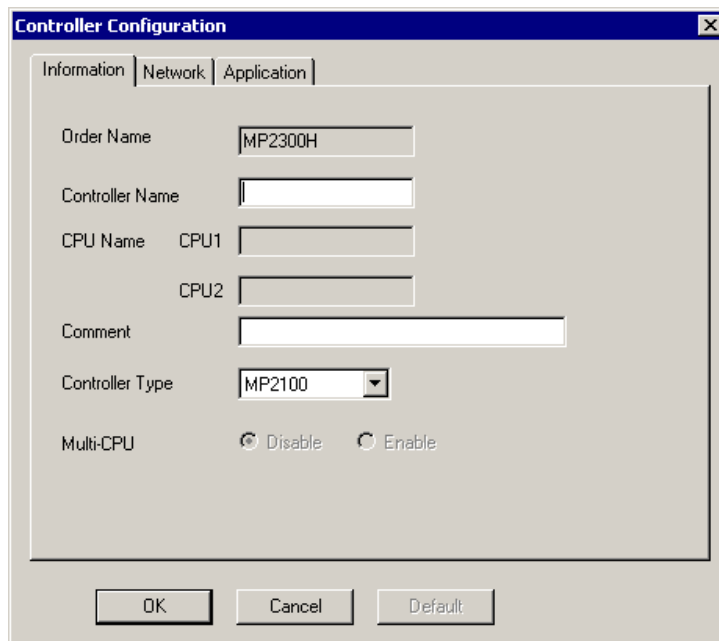 Controller Configuration
Information Network Application
Order Name MP2300H
Controller Name
CPU Name CPU1
CPU2
Comment
Controller Type MP2100
Multi-CPU Disable Enable
OK Cancel Default